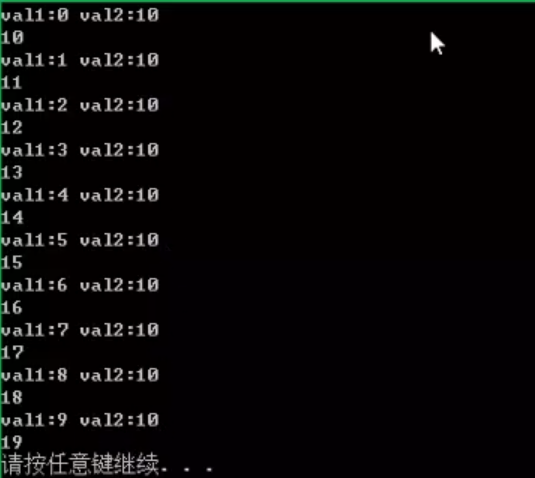 val1:0 val2:10
10
val1:1 val2:10
11
val1:2 val2:10
12
val1:3 val2:10
13
val1:4 val2:10
14
val1:5 val2:10
15
val1:6 val2:10
16
val1:7 val2:10
17
val1:8 val2:10
18
val1:9 val2:10
19
请按任意键继续. . .